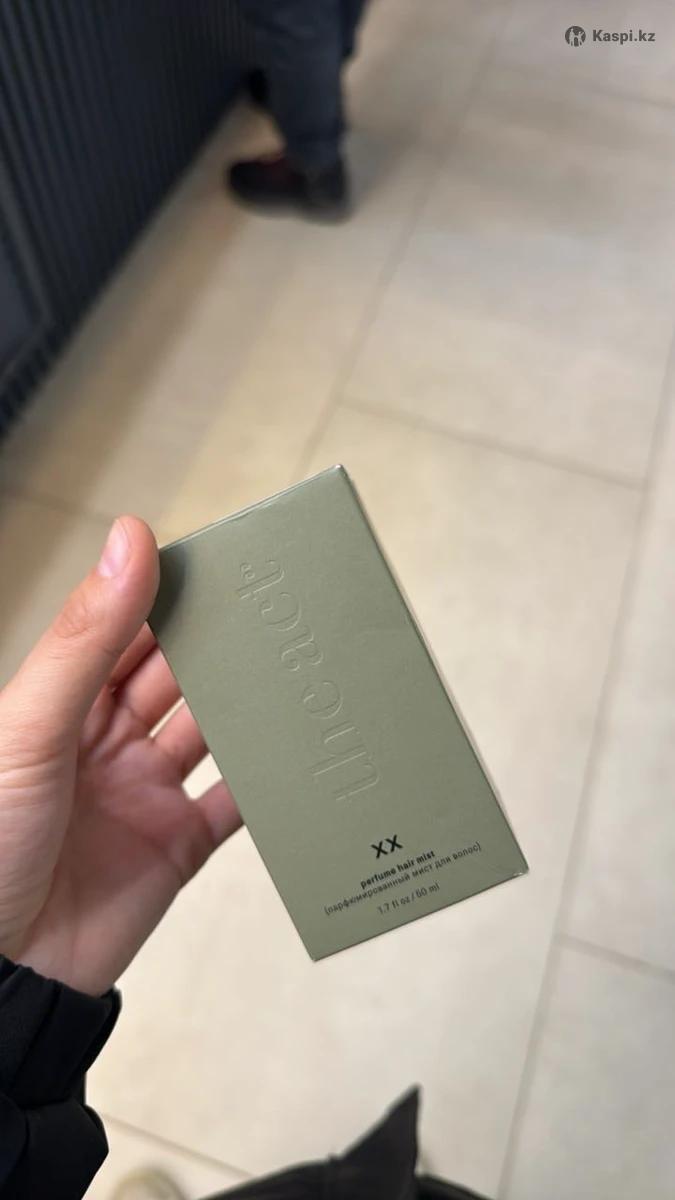 Kaspi.kz
the act
XX
perfume hair mist
(парфюмированный мист для волос)
1.7 fl oz / 50 ml